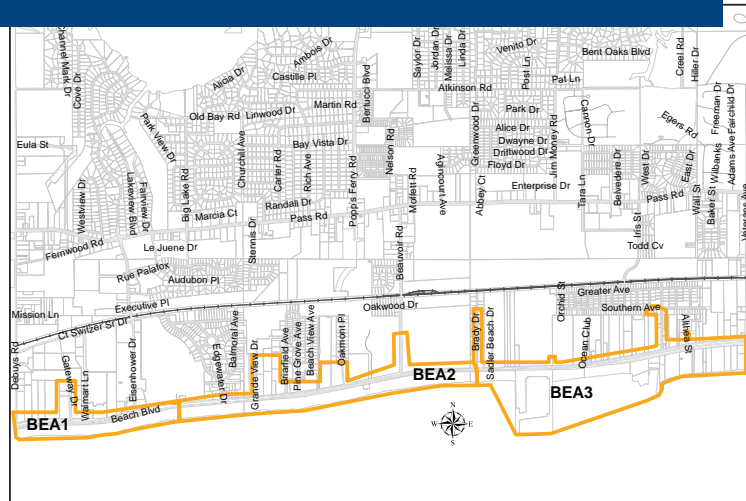 Channel Mark Dr
Cove Dr
Alicia Dr
Ambois Dr
Castille Pl
Bertucci Blvd
Saylor Dr
Jordan Dr
Melissa Dr
Linda Dr
Venito Dr
Post Ln
Bent Oaks Blvd
Pat Ln
Creel Rd
Hiller Dr
Atkinson Rd
Martin Rd
Old Bay Rd
Linwood Dr
Park View Dr
Park Dr
Alice Dr
Dwayne Dr
Driftwood Dr
Floyd Dr
Greenwood Dr
Jim Money Rd
Cannon Dr
Egers Rd
Freeman Dr
Fairchild Dr
Eula St
Bay Vista Dr
Churchill Ave
Carter Rd
Rich Ave
Nelson Rd
Popp's Ferry Rd
Moffett Rd
Agincourt Ave
Abbey Ct
Enterprise Dr
Tara Ln
Belvedere Dr
West Dr
East Dr
Wall St
Baker St
Wilbanks
Adams Ave
Veterans Ave
Westview Dr
Lakeview Blvd
Fairview Dr
Big Lake Rd
Marcia Ct
Randall Dr
Pass Rd
Pass Rd
Stennis Dr
Fernwood Rd
Le Juene Dr
Beauvoir Rd
Iris St
Todd Cv
Rue Palafox
Audubon Pl
Greater Ave
Orchid St
Mission Ln
Executive Pl
Oakwood Dr
Southern Ave
Ct Switzer Sr Dr
Debuys Rd
Gateway Dr
Walmart Ln
Eisenhower Dr
Edgewater Dr
Balmoral Ave
Grande View Dr
Briarfield Ave
Pine Grove Ave
Beach View Ave
Oakmont Pl
Brady Dr
Sadler Beach Dr
Ocean Club
Althea St
Beach Blvd
BEA1
BEA2
BEA3
N
W E
S